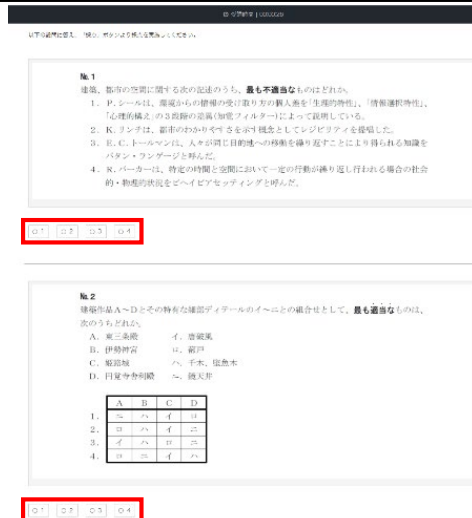 以下の設問に答え、「提出」ボタンより提出を実施してください。
№ 1
建築、都市の空間に関する次の記述のうち、最も不適当なものはどれか。
1. P.シールは、環境からの情報の受け取り方の個人差を「生理的特性」、「情報選択特性」、
「心理的構え」の3段階の差異(知覚フィルター)によって説明している。
2. K.リンチは、都市のわかりやすさを示す概念としてレジビリティを提唱した。
3. E.C.トールマンは、人々が同じ目的地への移動を繰り返すことにより得られる知識を
パタン・ランゲージと呼んだ。
4. R.バーカーは、特定の時間と空間において一定の行動が繰り返し行われる場合の社会
的・物理的状況をビヘイビアセッティングと呼んだ。
1 2 3 4
№ 2
建築作品A～Dとその特有な細部ディテールのイ～ニとの組合せとして、最も適当なものは、
次のうちどれか。
A. 東三条殿 イ. 唐破風
B. 伊勢神宮 ロ. 蔀戸
C. 姫路城 ハ. 千木、堅魚木
D. 円覚寺舎利殿 ニ. 鏡天井
A B C D
1. ニ ハ イ ロ
2. ロ ハ イ ニ
3. イ ハ ロ ニ
4. ロ ニ イ ハ
1 2 3 4